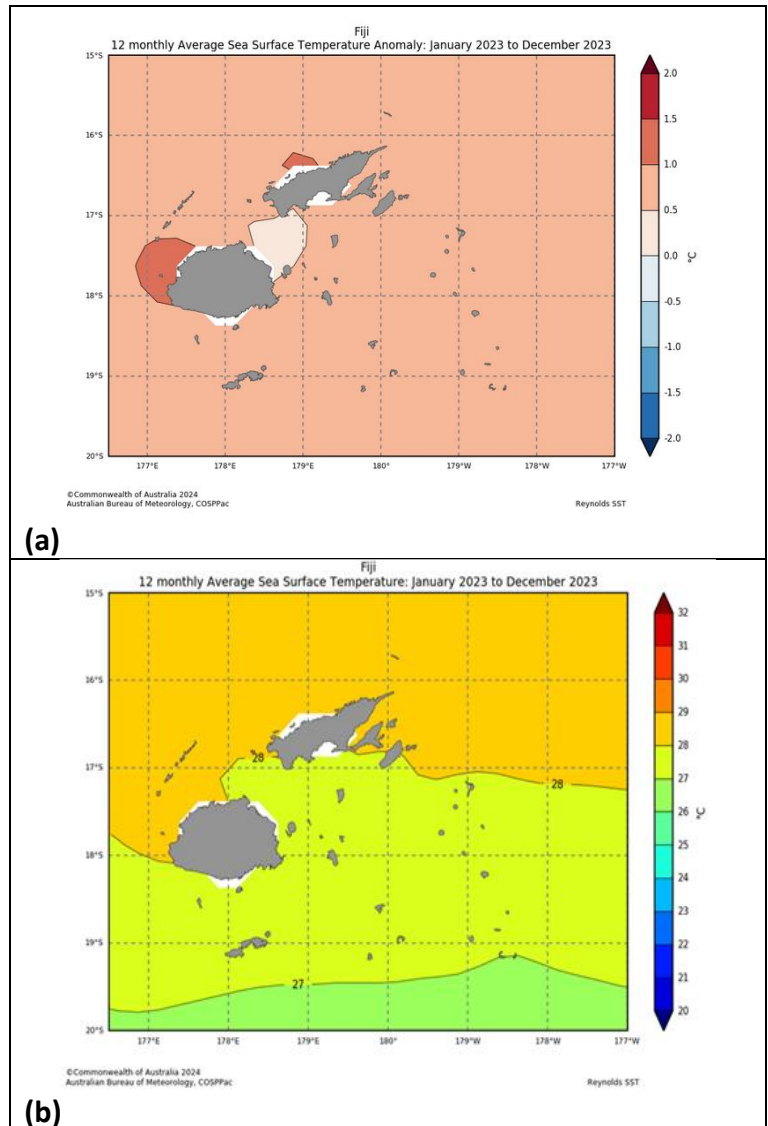 Fiji
12 monthly Average Sea Surface Temperature Anomaly: January 2023 to December 2023
15°S
16°S
17°S
18°S
19°S
20°S
177°E
178°E
179°E
180°
179°W
178°W
177°W
2.0
1.5
1.0
0.5
0.0
-0.5
-1.0
-1.5
-2.0
°C
©Commonwealth of Australia 2024
Australian Bureau of Meteorology, COSPPac
Reynolds SST
(a)
Fiji
12 monthly Average Sea Surface Temperature: January 2023 to December 2023
15°S
16°S
17°S
18°S
19°S
20°S
28
28
27
177°E
178°E
179°E
180°
179°W
178°W
177°W
32
31
30
29
28
27
26
25
24
23
22
21
20
°C
©Commonwealth of Australia 2024
Australian Bureau of Meteorology, COSPPac
Reynolds SST
(b)